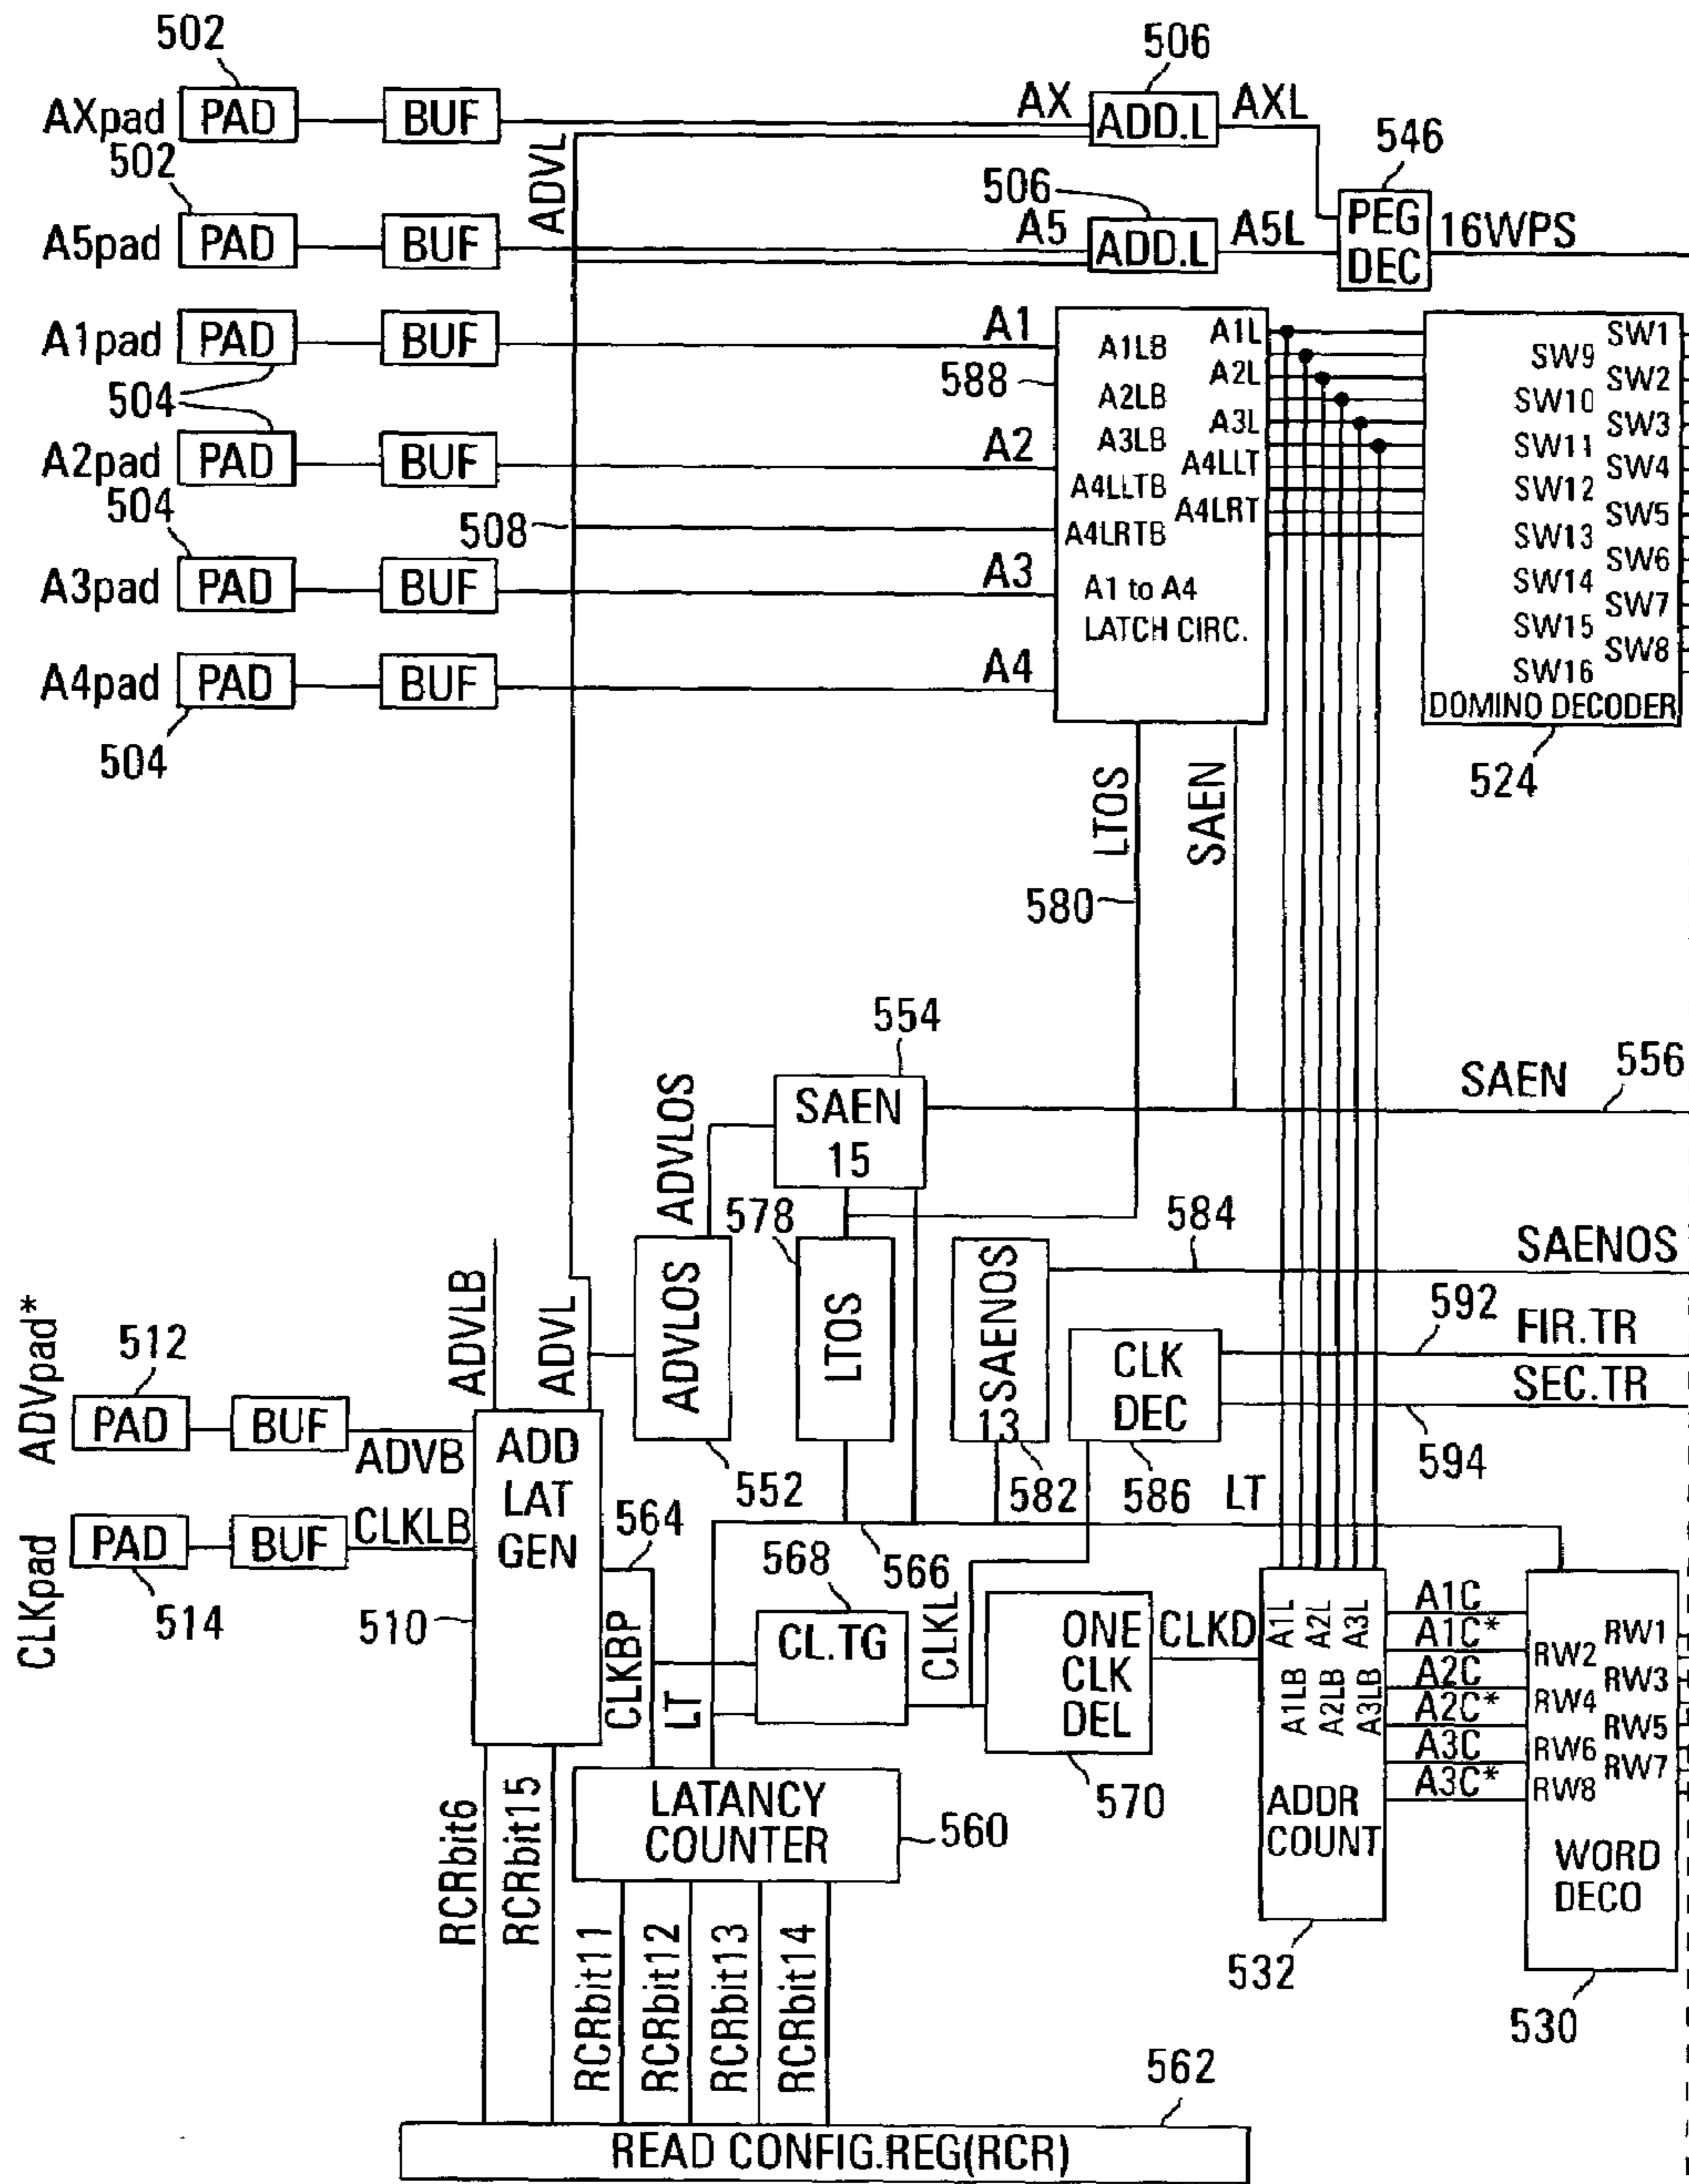 502
506
AXpad PAD BUF AX ADD.L AXL
502
ADVL
506
546
A5pad PAD BUF A5 ADD.L A5L PEG DEC 16WPS
A1pad PAD BUF A1
504
588
A2pad PAD BUF A2
504
508
A3pad PAD BUF A3
A4pad PAD BUF A4
504
A1LB A1L
A2L
A2LB
A3LB A3L
A4LLT
A4LLTB
A4LRT
A4LRTB
A1 to A4
LATCH CIRC.
SW1
SW9
SW2
SW10
SW3
SW11
SW4
SW12
SW5
SW13
SW6
SW14
SW7
SW15
SW8
SW16
DOMINO DECODER
524
LTOS
SAEN
580
554
SAEN
15
SAEN
556
ADVLOS
578
584
ADVLB
ADVL
ADVLOS
LTOS
SAENOS
13
SAENOS
592
FIR.TR
CLK
DEC
SEC.TR
594
ADVpad*
512
PAD BUF ADVB
552
582
586
LT
CLKpad
PAD BUF CLKLB
514
ADD
LAT
GEN
510
564
568
566
CLKBP
LT
CL.TG
CLKL
ONE
CLK
DEL
570
CLKD
A1L A2L A3L
A1LB A2LB A3LB
ADDR
COUNT
532
A1C
A1C*
A2C
A2C*
A3C
A3C*
RW1
RW2
RW3
RW4
RW5
RW6
RW7
RW8
WORD
DECO
530
LATANCY
COUNTER
560
RCRbit6
RCRbit15
RCRbit11
RCRbit12
RCRbit13
RCRbit14
562
READ CONFIG.REG(RCR)